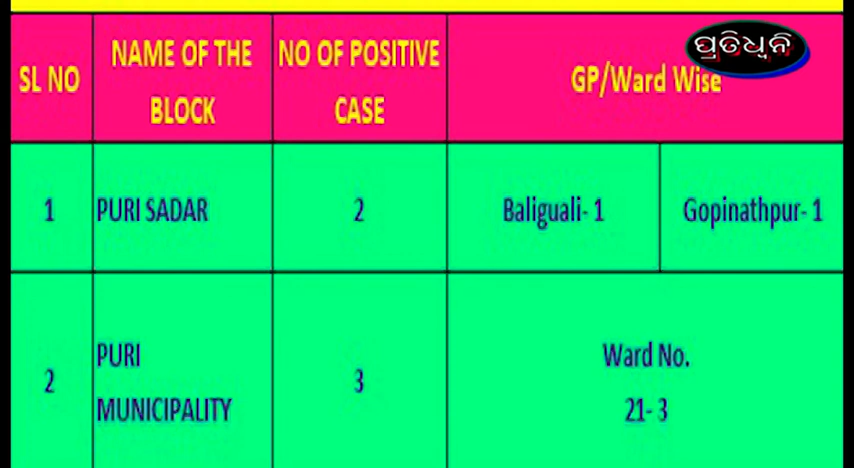 ପ୍ରତିଧ୍ୱନି
SL NO
NAME OF THE
BLOCK
NO OF POSITIVE
CASE
GP/Ward Wise
1
PURI SADAR
2
Baliguali- 1
Gopinathpur- 1
2
PURI
MUNICIPALITY
3
Ward No.
21- 3